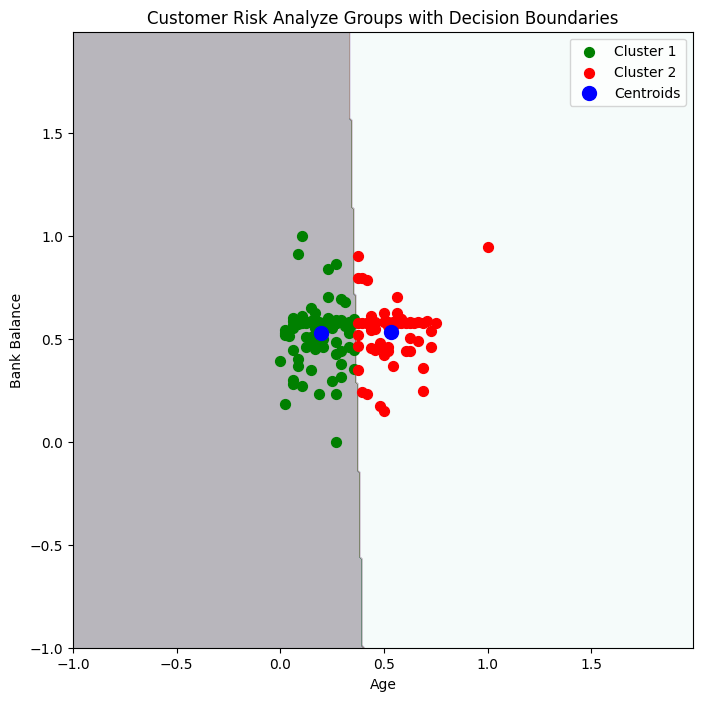 Customer Risk Analyze Groups with Decision Boundaries
Cluster 1
Cluster 2
Centroids
1.5
1.0
0.5
0.0
−0.5
−1.0
Bank Balance
−1.0 −0.5 0.0 0.5 1.0 1.5
Age